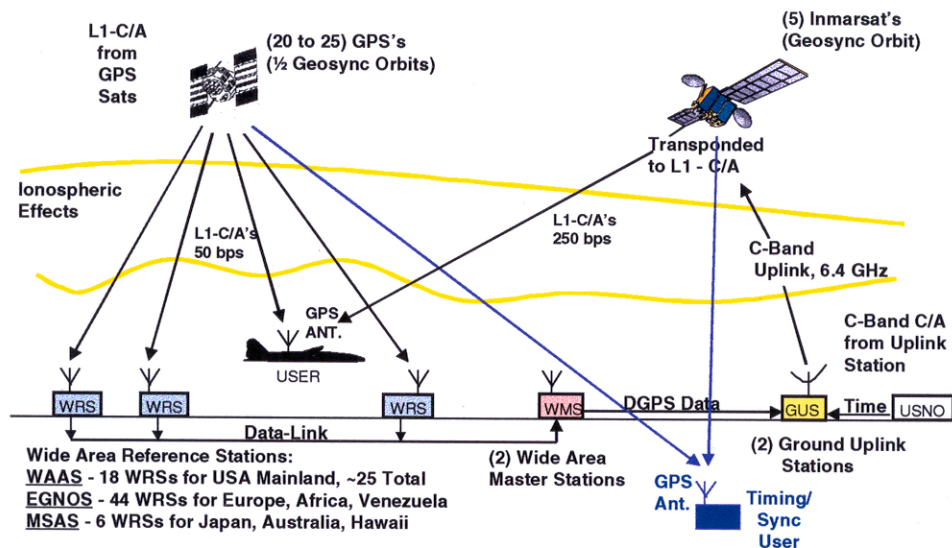 L1-C/A
from
GPS
Sats
(20 to 25) GPS's
(½ Geosync Orbits)
(5) Inmarsat's
(Geosync Orbit)
Transponded
to L1 - C/A
Ionospheric
Effects
L1-C/A's
50 bps
L1-C/A's
250 bps
C-Band
Uplink, 6.4 GHz
GPS
ANT.
USER
C-Band C/A
from Uplink
Station
WRS
WRS
WRS
WMS
DGPS Data
GUS
Time
USNO
Data-Link
Wide Area Reference Stations:
WAAS - 18 WRSs for USA Mainland, ~25 Total
EGNOS - 44 WRSs for Europe, Africa, Venezuela
MSAS - 6 WRSs for Japan, Australia, Hawaii
(2) Wide Area
Master Stations
(2) Ground Uplink
Stations
GPS
Ant.
Timing/
Sync
User